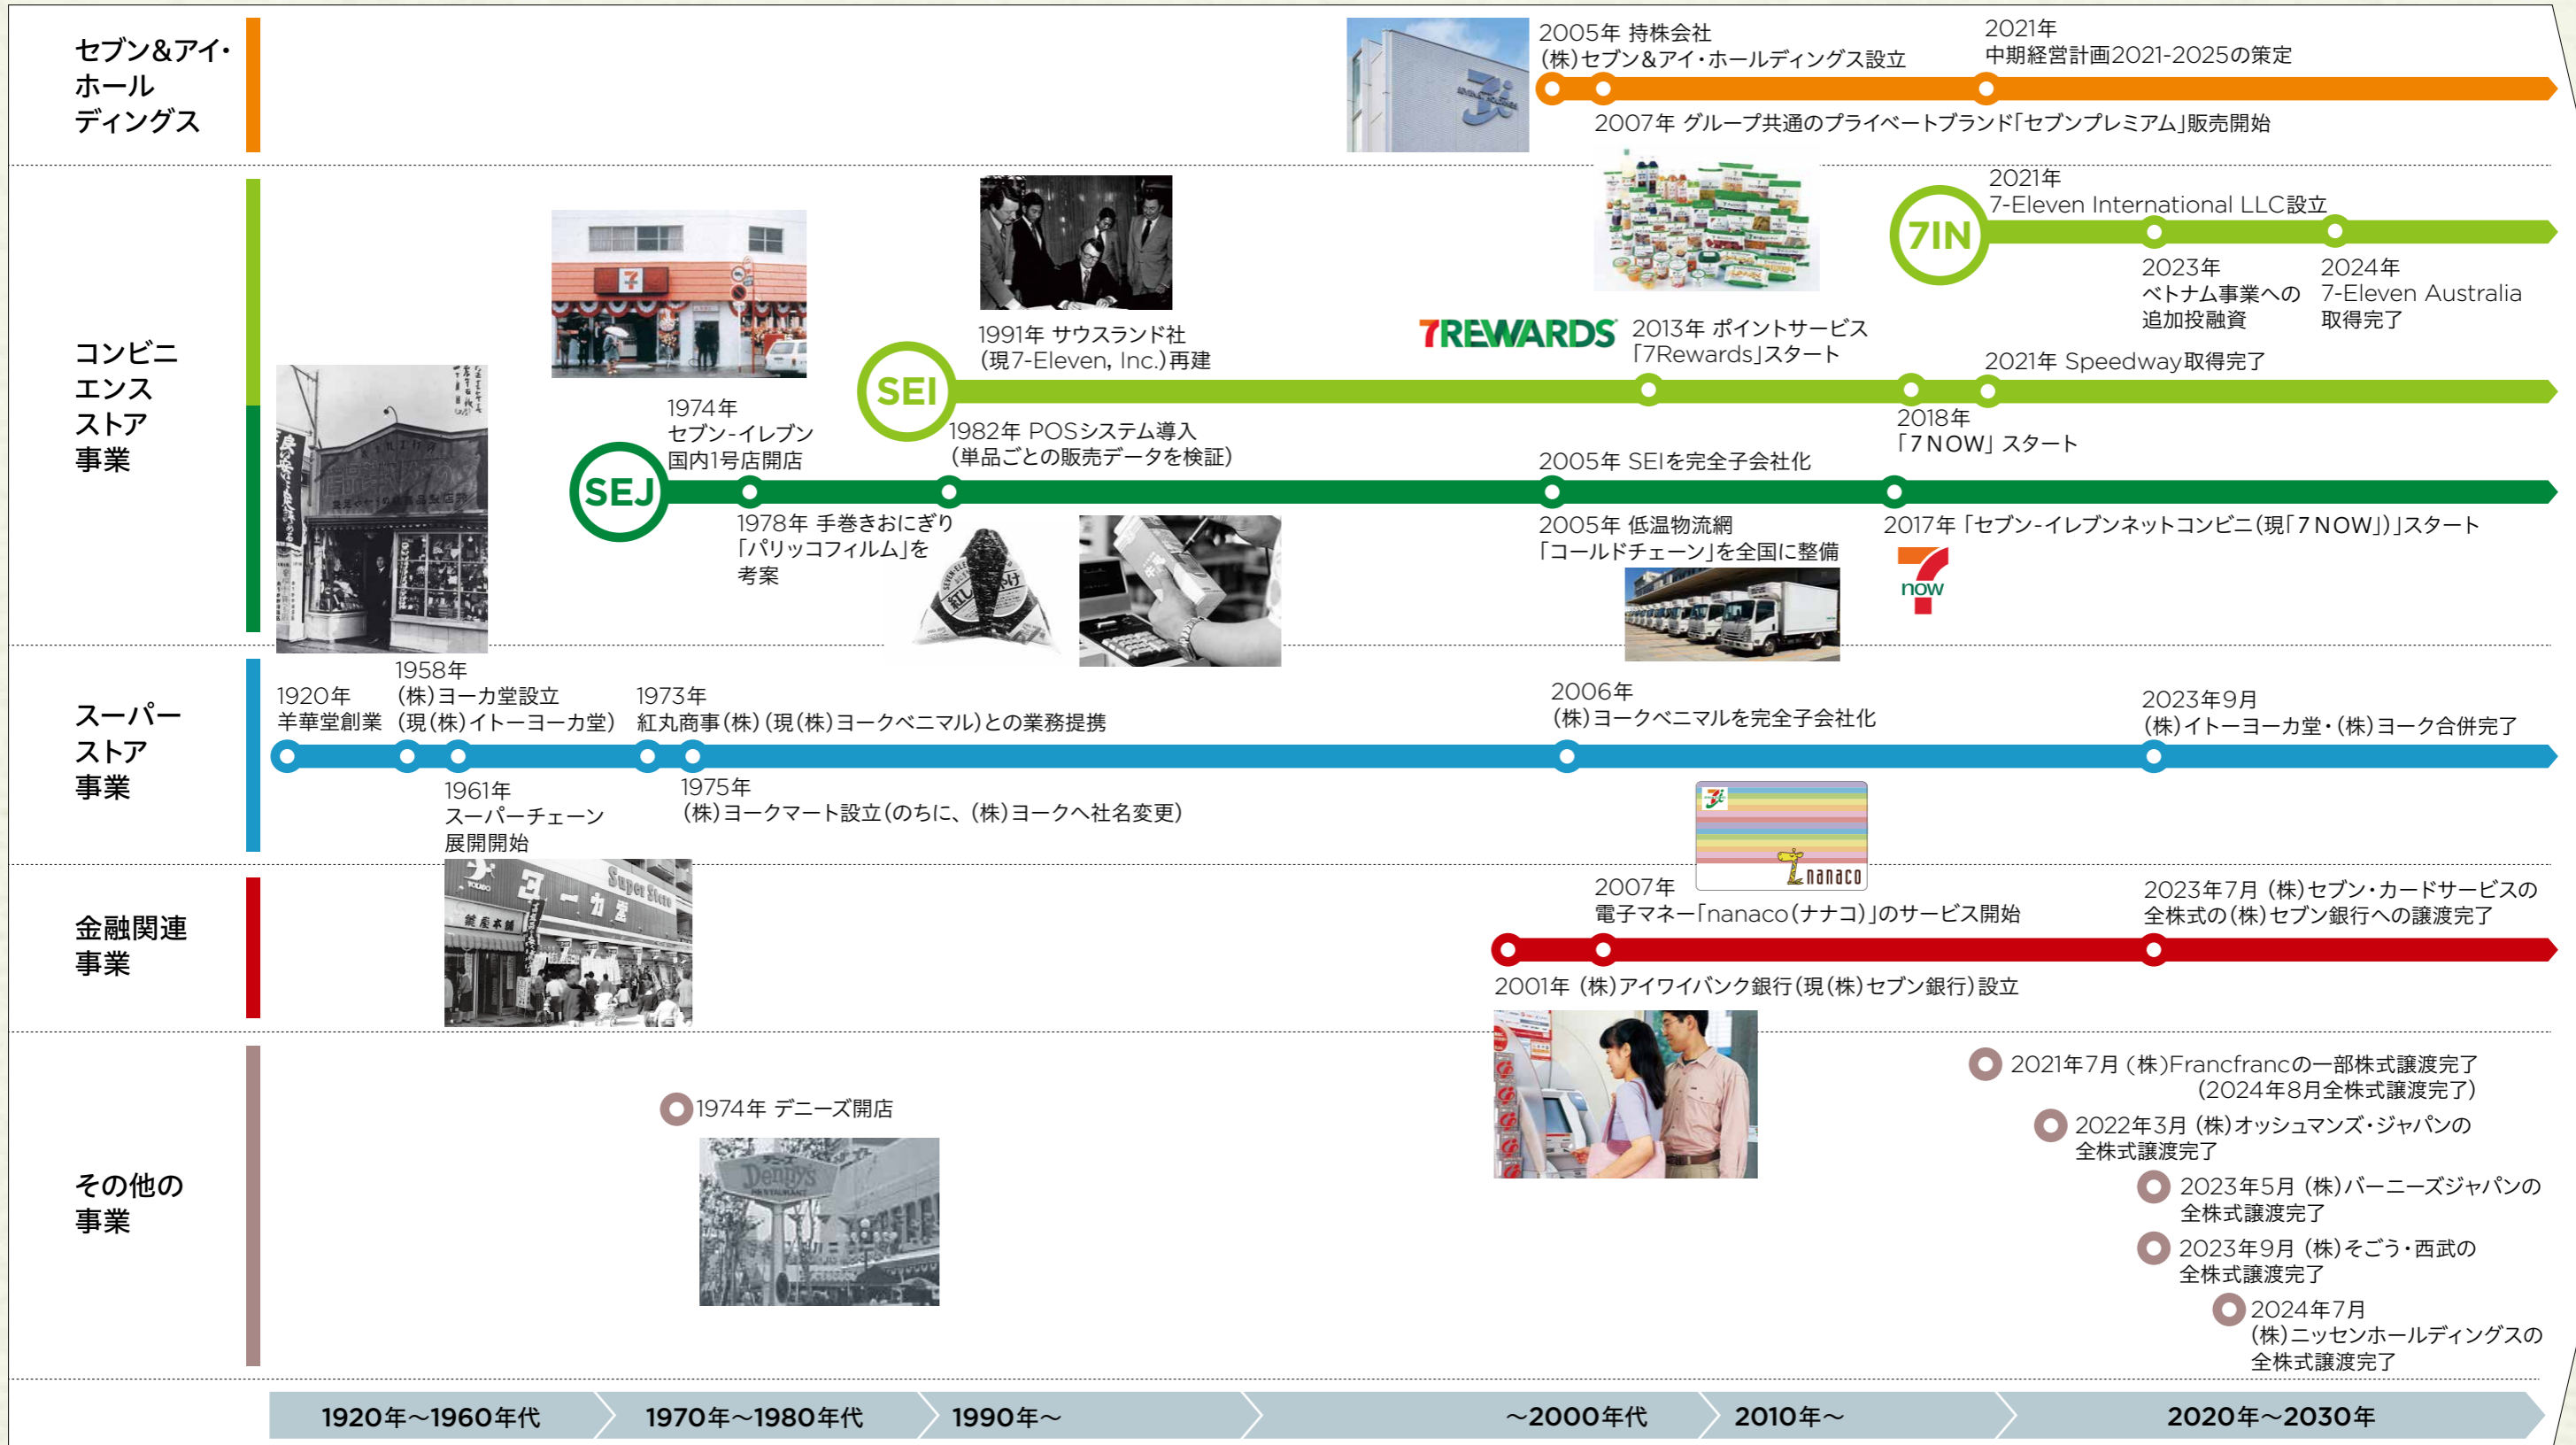 セブン&アイ・
ホール
ディングス
2005年 持株会社
(株)セブン&アイ・ホールディングス設立
2021年
中期経営計画2021-2025の策定
2007年 グループ共通のプライベートブランド「セブンプレミアム」販売開始
コンビニ
エンス
ストア
事業
2021年
7-Eleven International LLC設立
7IN
2023年
ベトナム事業への
追加投融資
2024年
7-Eleven Australia
取得完了
1991年 サウスランド社
(現7-Eleven, Inc.)再建
7REWARDS
2013年 ポイントサービス
「7Rewards」スタート
2021年 Speedway取得完了
SEI
2018年
「7NOW」 スタート
1974年
セブン-イレブン
国内1号店開店
1982年 POSシステム導入
(単品ごとの販売データを検証)
2005年 SEIを完全子会社化
SEJ
1978年 手巻きおにぎり
「パリッコフィルム」を
考案
2005年 低温物流網
「コールドチェーン」を全国に整備
2017年「セブン-イレブンネットコンビニ(現「7NOW」)」スタート
7
now
スーパー
ストア
事業
1920年
羊華堂創業
1958年
(株)ヨーカ堂設立
(現(株)イトーヨーカ堂)
1973年
紅丸商事(株)(現(株)ヨークベニマル)との業務提携
2006年
(株)ヨークベニマルを完全子会社化
2023年9月
(株)イトーヨーカ堂・(株)ヨーク合併完了
1961年
スーパーチェーン
展開開始
1975年
(株)ヨークマート設立(のちに、(株)ヨークへ社名変更)
nanaco
金融関連
事業
Super Store
ヨーカ堂
2007年
電子マネー「nanaco(ナナコ)」のサービス開始
2023年7月 (株)セブン・カードサービスの
全株式の(株)セブン銀行への譲渡完了
2001年 (株)アイワイバンク銀行(現(株)セブン銀行)設立
その他の
事業
1974年 デニーズ開店
デニーズ
Denny's
RESTAURANT
2021年7月 (株)Francfrancの一部株式譲渡完了
(2024年8月全株式譲渡完了)
2022年3月 (株)オッシュマンズ・ジャパンの
全株式譲渡完了
2023年5月 (株)バーニーズジャパンの
全株式譲渡完了
2023年9月 (株)そごう・西武の
全株式譲渡完了
2024年7月
(株)ニッセンホールディングスの
全株式譲渡完了
1920年～1960年代
1970年～1980年代
1990年～
～2000年代
2010年～
2020年～2030年